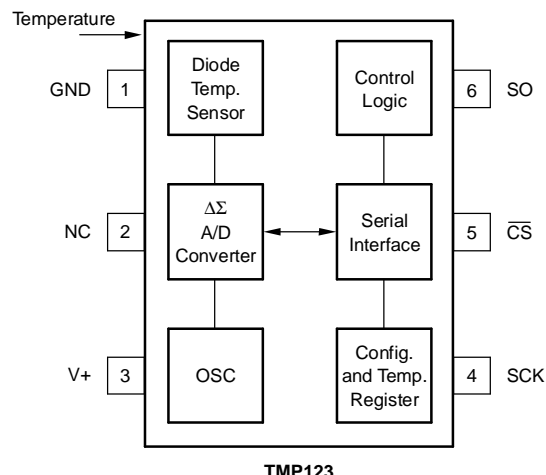 Temperature
GND
1
Diode
Temp.
Sensor
Control
Logic
6
SO
NC
2
ΔΣ
A/D
Converter
Serial
Interface
5
C̅S̅
V+
3
OSC
Config.
and Temp.
Register
4
SCK
TMP123